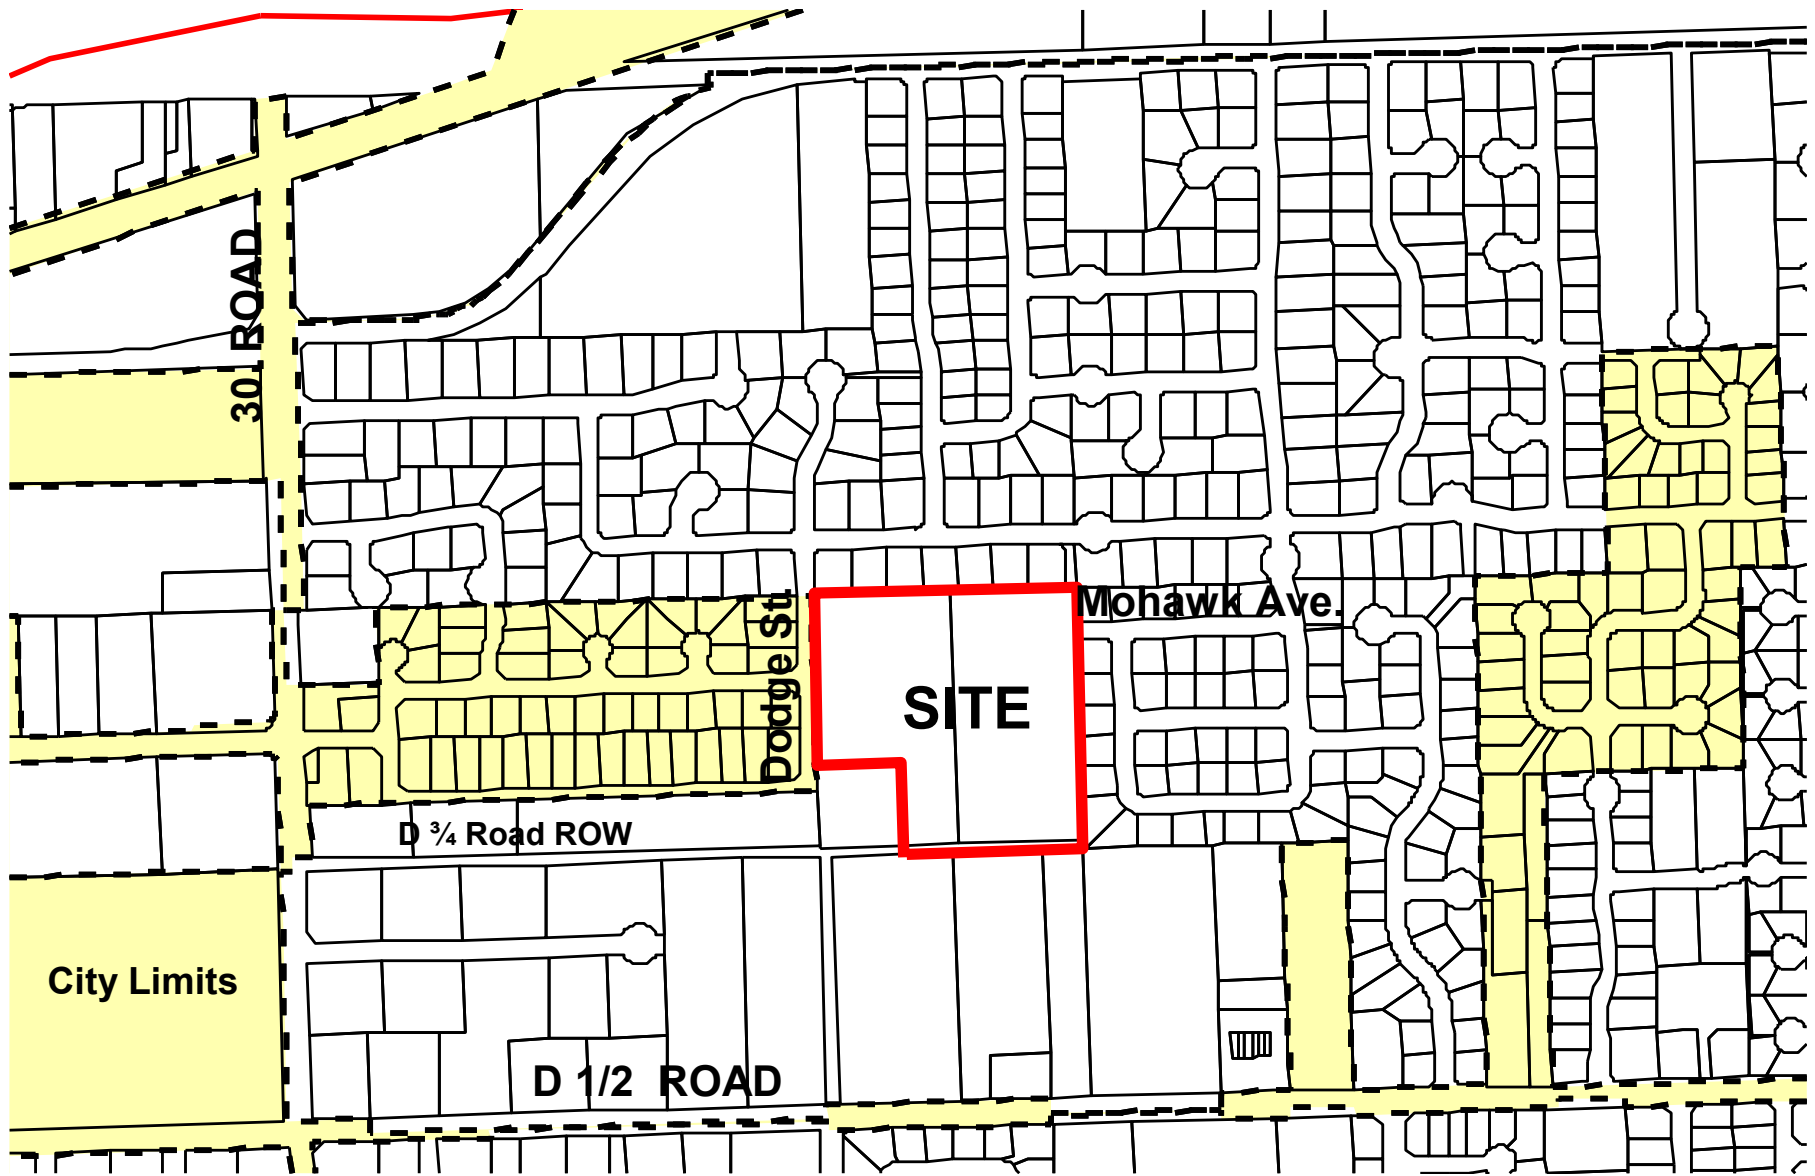 30 ROAD
Mohawk Ave.
Dodge St.
SITE
D ¾ Road ROW
City Limits
D 1/2 ROAD